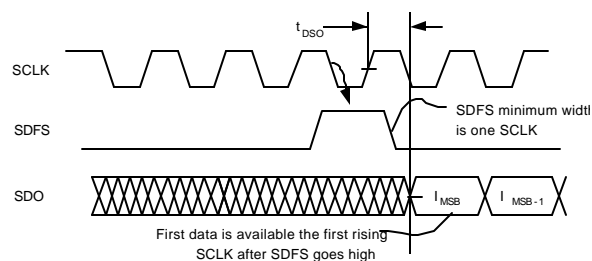 t DSO
SCLK
SDFS
SDFS minimum width
is one SCLK
SDO
I MSB
I MSB-1
First data is available the first rising
SCLK after SDFS goes high